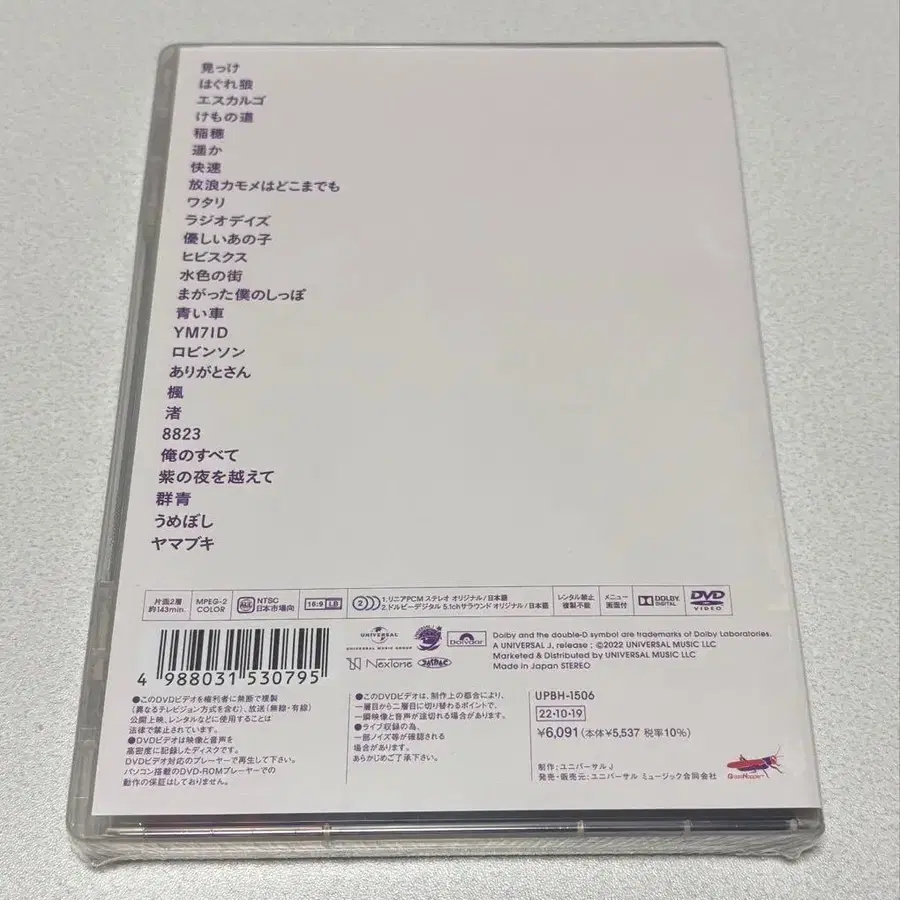 見っけ
はぐれ狼
エスカルゴ
けもの道
稲穂
遥か
快速
放浪カモメはどこまでも
ワタリ
ラジオデイズ
優しいあの子
ヒビスクス
水色の街
まがった僕のしっぽ
青い車
YM71D
ロビンソン
ありがとさん
楓
渚
8823
俺のすべて
紫の夜を越えて
群青
うめぼし
ヤマブキ
片面2層
約143min.
MPEG-2
COLOR
ALL
NTSC
日本市場向
16:9 LB
2
1.リニアPCM ステレオ オリジナル/日本語
2.ドルビーデジタル 5.1chサラウンド オリジナル/日本語
レンタル禁止
複製不能
メニュー
画面付
DOLBY
DIGITAL
DVD
VIDEO
4 988031 530795
UNIVERSAL
UNIVERSAL MUSIC GROUP
Polydor
NexTone
Dolby and the double-D symbol are trademarks of Dolby Laboratories.
A UNIVERSAL J, release ; ©2022 UNIVERSAL MUSIC LLC
Marketed & Distributed by UNIVERSAL MUSIC LLC
Made in Japan STEREO
●このDVDビデオを権利者に無断で複製
(異なるテレビジョン方式を含む)、放送(無線・有線)
公開上映、レンタルなどに使用することは
法律で禁止されています。
●DVDビデオは映像と音声を
高密度に記録したディスクです。
DVDビデオ対応のプレーヤーで再生して下さい。
パソコン搭載のDVD-ROMプレーヤーでの
動作の保証はしておりません。
●このDVDビデオは、制作上の都合により、
一層目から二層目に切り替わるポイントで、
一瞬映像と音声が途切れる場合があります。
●ライブ収録の為、
一部ノイズ等が確認される
場合があります。
あらかじめご了承下さい。
UPBH-1506
22・10・19
¥6,091 (本体¥5,537 税率10%)
制作:ユニバーサル J
発売・販売元:ユニバーサル ミュージック合同会社
GrassHopper